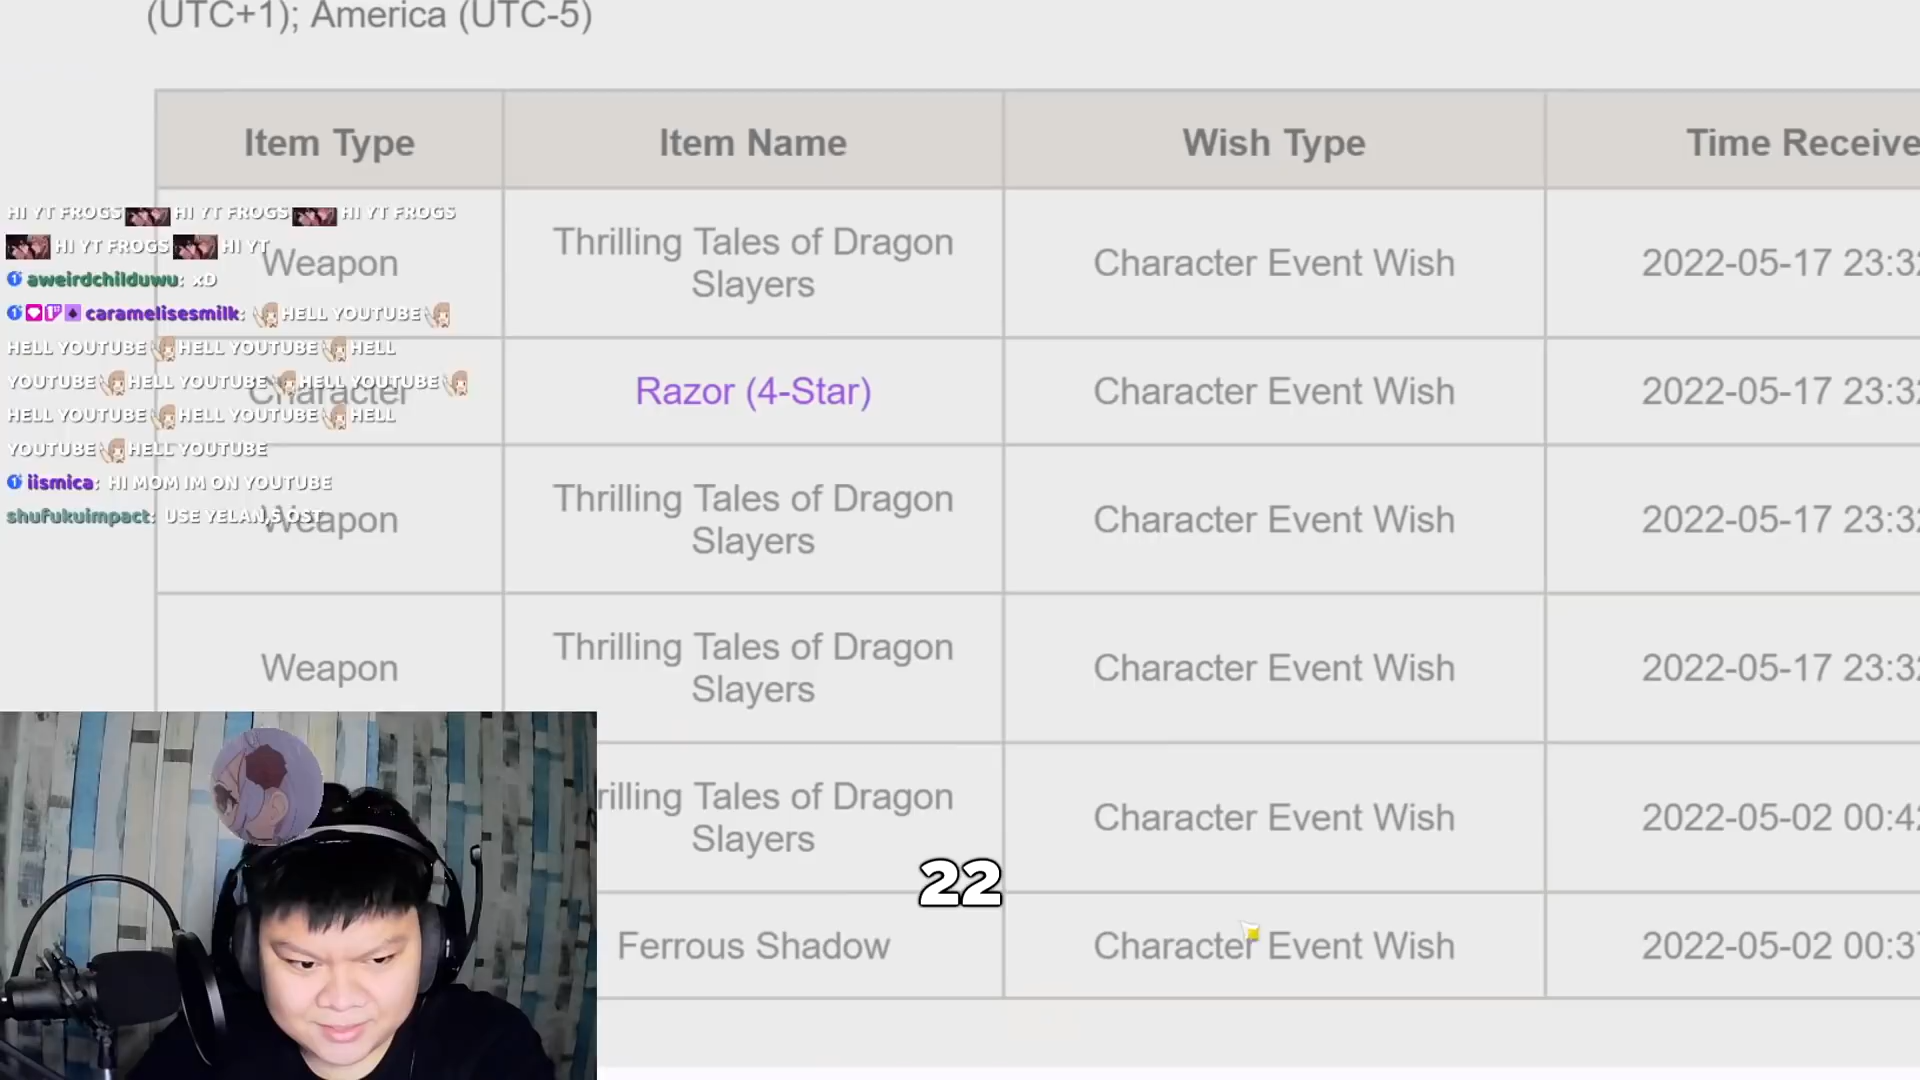 (UTC+1); America (UTC-5)
Item Type Item Name Wish Type Time Receive
Weapon Thrilling Tales of Dragon Slayers Character Event Wish 2022-05-17 23:3
Character Razor (4-Star) Character Event Wish 2022-05-17 23:3
Weapon Thrilling Tales of Dragon Slayers Character Event Wish 2022-05-17 23:3
Weapon Thrilling Tales of Dragon Slayers Character Event Wish 2022-05-17 23:3
rilling Tales of Dragon Slayers Character Event Wish 2022-05-02 00:4
Ferrous Shadow Character Event Wish 2022-05-02 00:3
HI YT FROGS HI YT FROGS HI YT FROGS
HI YT FROGS HI YT
aweirdchilduwu: xD
caramelisesmilk: HELL YOUTUBE
HELL YOUTUBE HELL YOUTUBE HELL
YOUTUBE HELL YOUTUBE HELL YOUTUBE
HELL YOUTUBE HELL YOUTUBE HELL
YOUTUBE HELL YOUTUBE
iismica: HI MOM IM ON YOUTUBE
shufukuimpact: USE YELAN,S OST
22